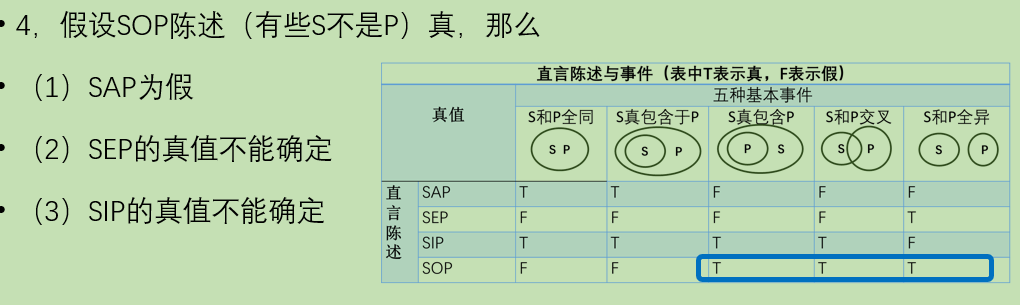 • 4，假设SOP陈述（有些S不是P）真，那么
• （1）SAP为假
• （2）SEP的真值不能确定
• （3）SIP的真值不能确定
直言陈述与事件（表中T表示真，F表示假）
真值 五种基本事件
S和P全同 S真包含于P S真包含P S和P交叉 S和P全异
S P S P P S S P S P
直言陈述 SAP T T F F F
SEP F F F F T
SIP T T T T F
SOP F F T T T